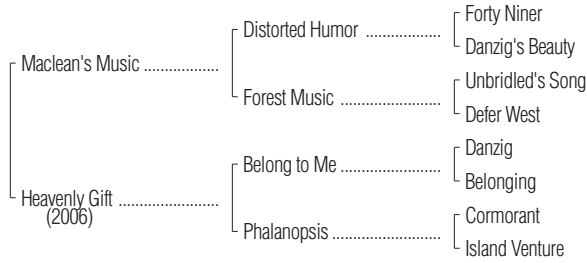 Forty Niner
Distorted Humor ..................
Danzig's Beauty
Maclean's Music ..................
Unbridled's Song
Forest Music ........................
Defer West
Danzig
Belong to Me ........................
Belonging
Heavenly Gift ........................
(2006)
Cormorant
Phalanopsis ..........................
Island Venture